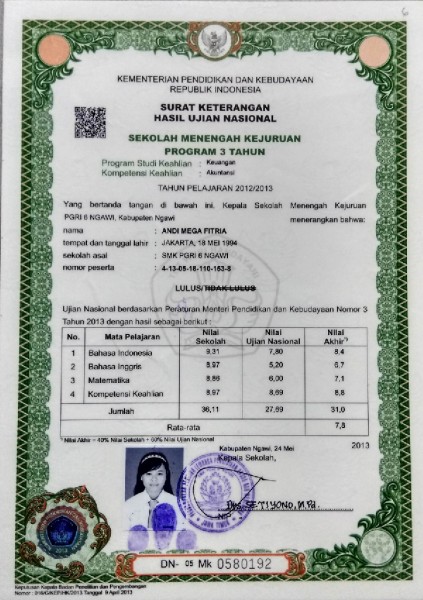 KEMENTERIAN PENDIDIKAN DAN KEBUDAYAAN
REPUBLIK INDONESIA
SURAT KETERANGAN
HASIL UJIAN NASIONAL
SEKOLAH MENENGAH KEJURUAN
PROGRAM 3 TAHUN
Program Studi Keahlian : Keuangan
Kompetensi Keahlian : Akuntansi
TAHUN PELAJARAN 2012/2013
Yang bertanda tangan di bawah ini, Kepala Sekolah Menengah Kejuruan
PGRI 6 NGAWI, Kabupaten Ngawi menerangkan bahwa:
nama : ANDI MEGA FITRIA
tempat dan tanggal lahir : JAKARTA, 18 MEI 1994
sekolah asal : SMK PGRI 6 NGAWI
nomor peserta : 4-13-05-18-110-163-8
LULUS/TIDAK LULUS
Ujian Nasional berdasarkan Peraturan Menteri Pendidikan dan Kebudayaan Nomor 3
Tahun 2013 dengan hasil sebagai berikut :
No. Mata Pelajaran Nilai Sekolah Nilai Ujian Nasional Nilai Akhir*)
1 Bahasa Indonesia 9,31 7,80 8,4
2 Bahasa Inggris 8,97 5,20 6,7
3 Matematika 8,86 6,00 7,1
4 Kompetensi Keahlian 8,97 8,69 8,8
Jumlah 36,11 27,69 31,0
Rata-rata 7,8
*) Nilai Akhir = 40% Nilai Sekolah + 60% Nilai Ujian Nasional
Kabupaten Ngawi, 24 Mei 2013
Kepala Sekolah,
Drs. SETIYONO, M.Pd.
NIP
DN- 05 Mk 0580192
Keputusan Kepala Badan Penelitian dan Pengembangan
Nomor : 016/G/KEP/HK/2013 Tanggal 9 April 2013